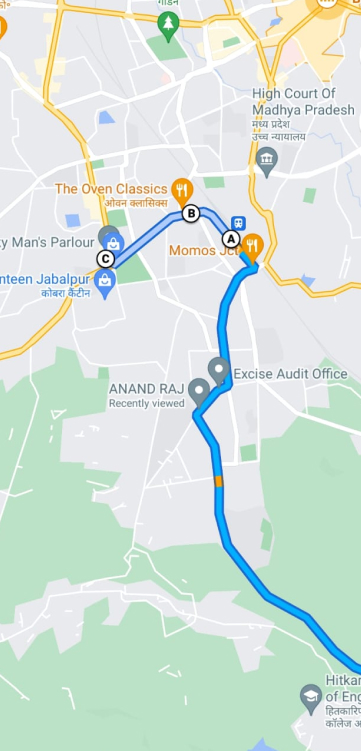 गार्डन
High Court Of
Madhya Pradesh
मध्य प्रदेश
उच्च न्यायालय
The Oven Classics
ओवन क्लासिक्स
B
A
y Man's Parlour
Momos Jct
C
nteen Jabalpur
कोबरा कैंटीन
Excise Audit Office
ANAND RAJ
Recently viewed
Hitkar
of Eng
हितकारि
कॉलेज